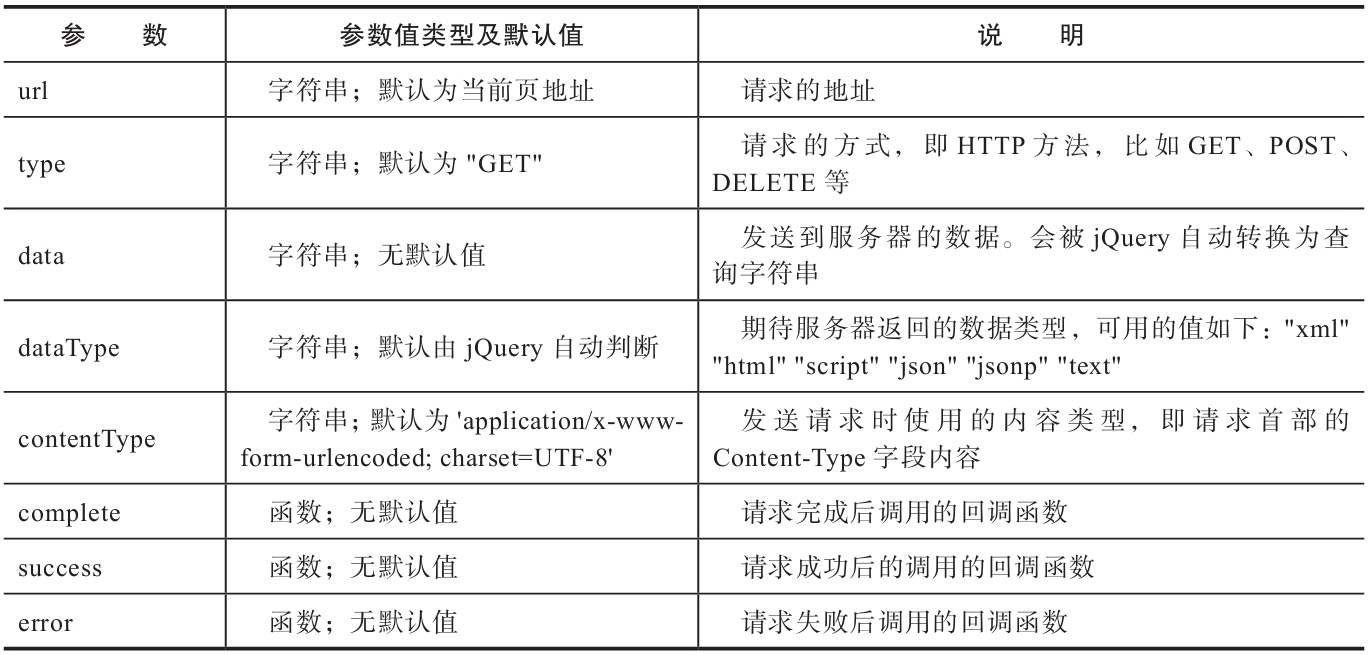 参 数 参数值类型及默认值 说 明
url 字符串；默认为当前页地址 请求的地址
type 字符串；默认为 "GET" 请求的方式，即 HTTP 方法，比如 GET、POST、
DELETE 等
data 字符串；无默认值 发送到服务器的数据。会被 jQuery 自动转换为查
询字符串
dataType 字符串；默认由 jQuery 自动判断 期待服务器返回的数据类型，可用的值如下："xml"
"html" "script" "json" "jsonp" "text"
contentType 字符串；默认为 'application/x-www- 发送请求时使用的内容类型，即请求首部的
form-urlencoded; charset=UTF-8' Content-Type 字段内容
complete 函数；无默认值 请求完成后调用的回调函数
success 函数；无默认值 请求成功后的调用的回调函数
error 函数；无默认值 请求失败后调用的回调函数